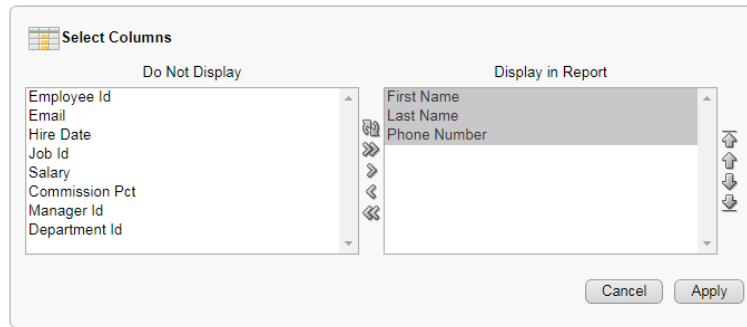 Select Columns
Do Not Display
Employee Id
Email
Hire Date
Job Id
Salary
Commission Pct
Manager Id
Department Id
Display in Report
First Name
Last Name
Phone Number
Cancel
Apply